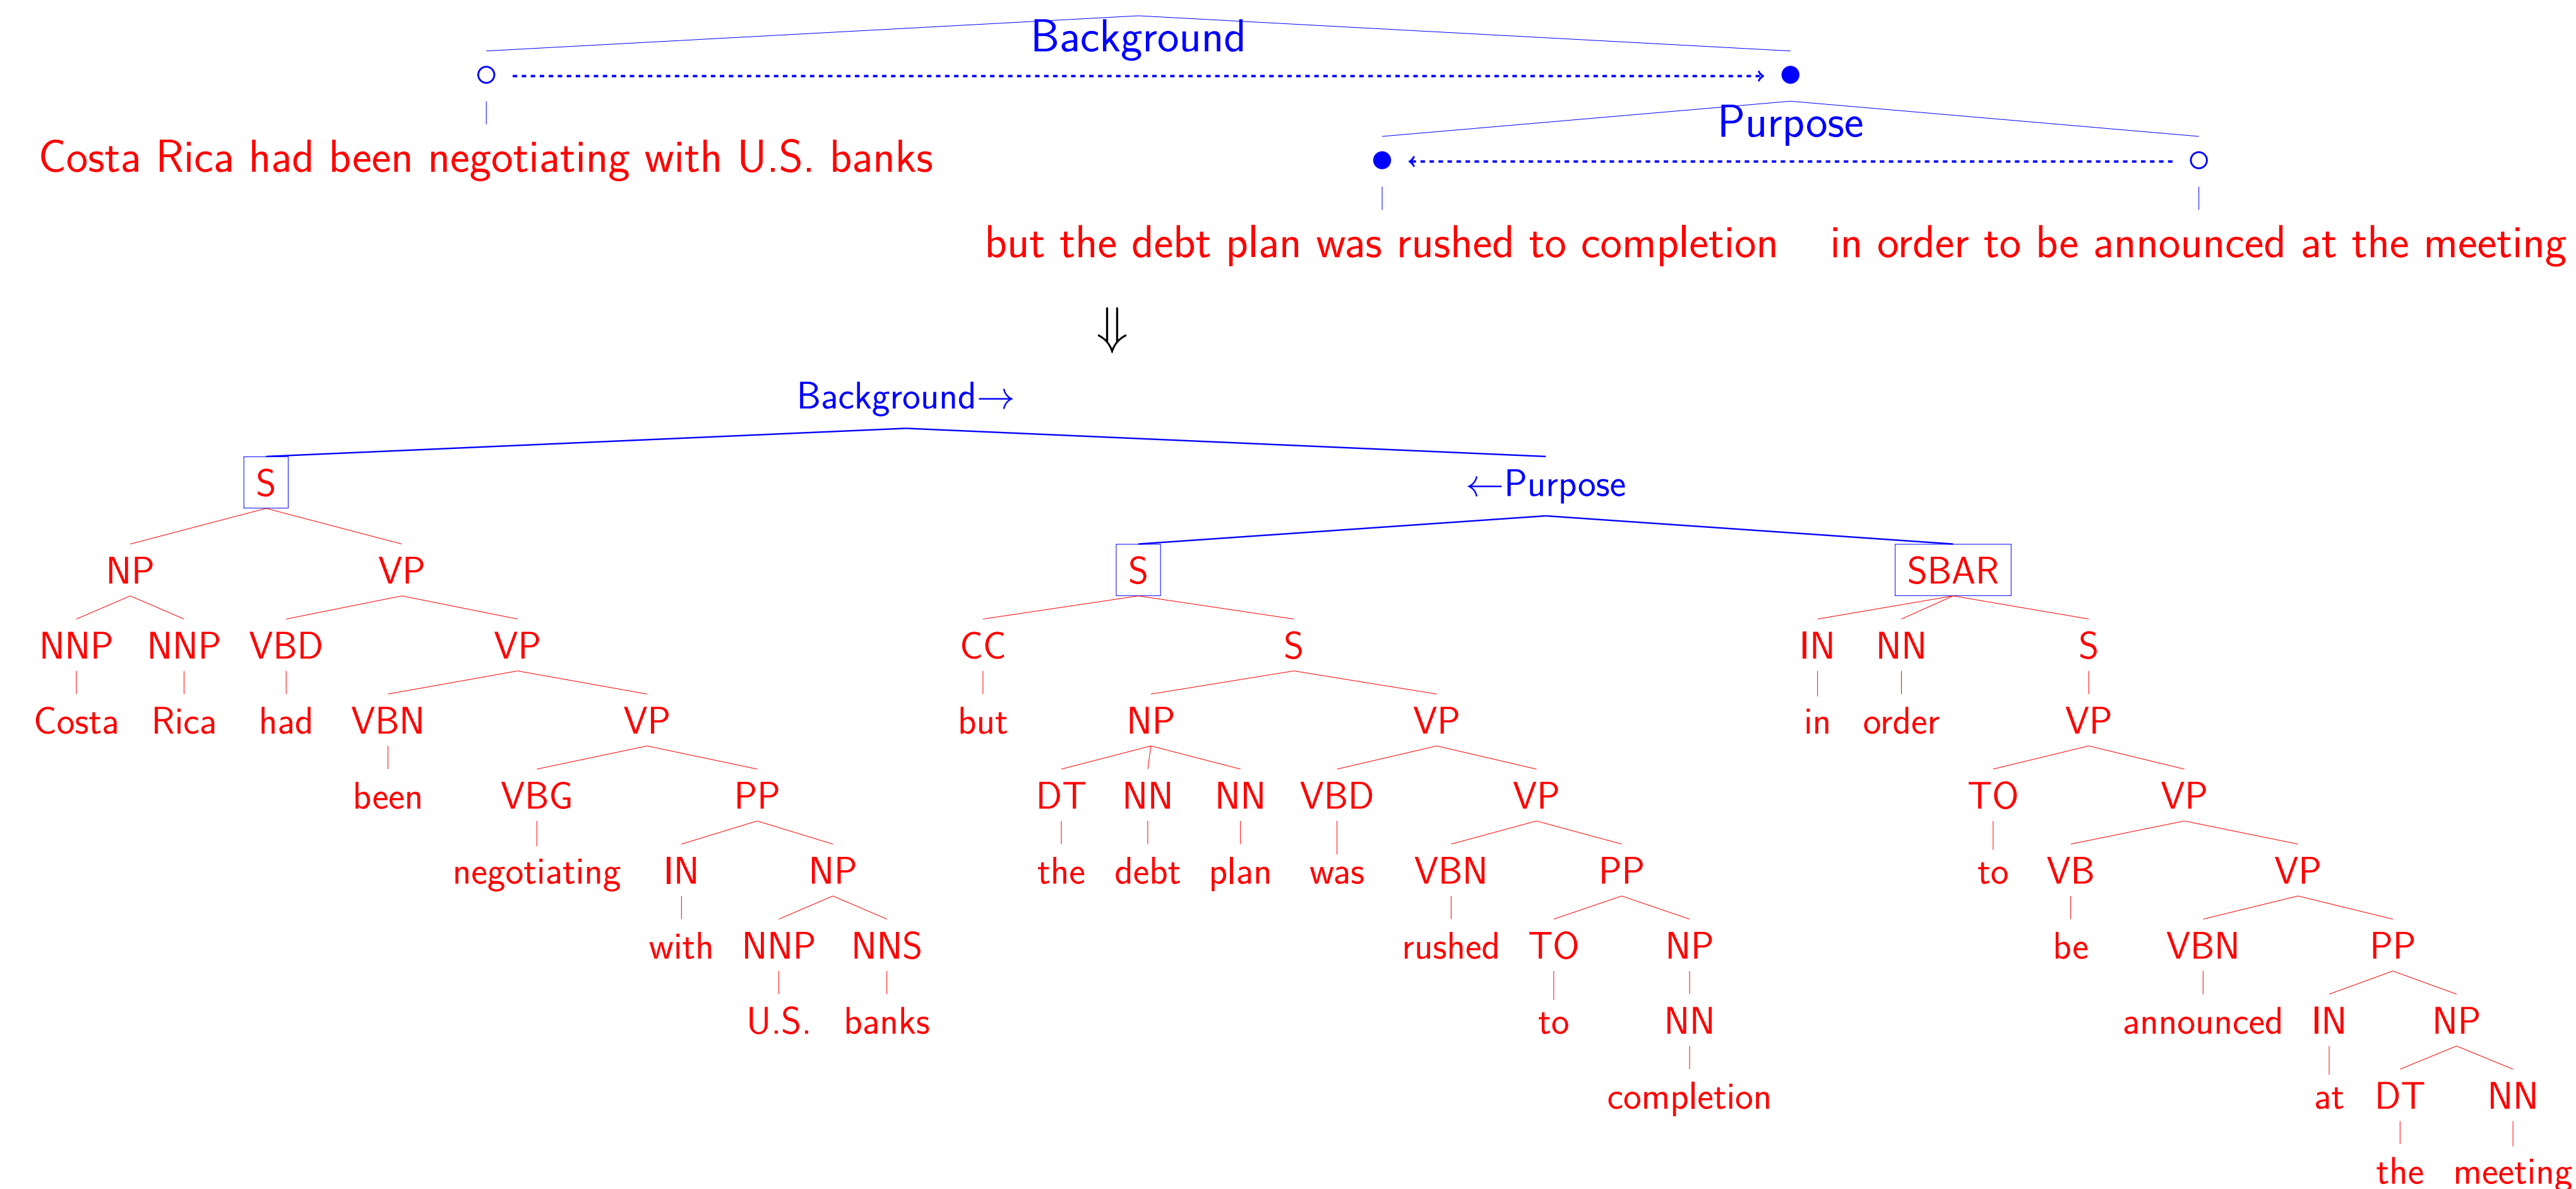 Background
Purpose
Costa Rica had been negotiating with U.S. banks
but the debt plan was rushed to completion in order to be announced at the meeting
⇓
Background→
S ←Purpose
NP VP S SBAR
NNP NNP VBD VP CC S IN NN S
Costa Rica had VBN VP but NP VP in order VP
been VBG PP DT NN NN VBD VP TO VP
negotiating IN NP the debt plan was VBN PP to VB VP
with NNP NNS rushed TO NP be VBN PP
U.S. banks to NN announced IN NP
completion at DT NN
the meeting